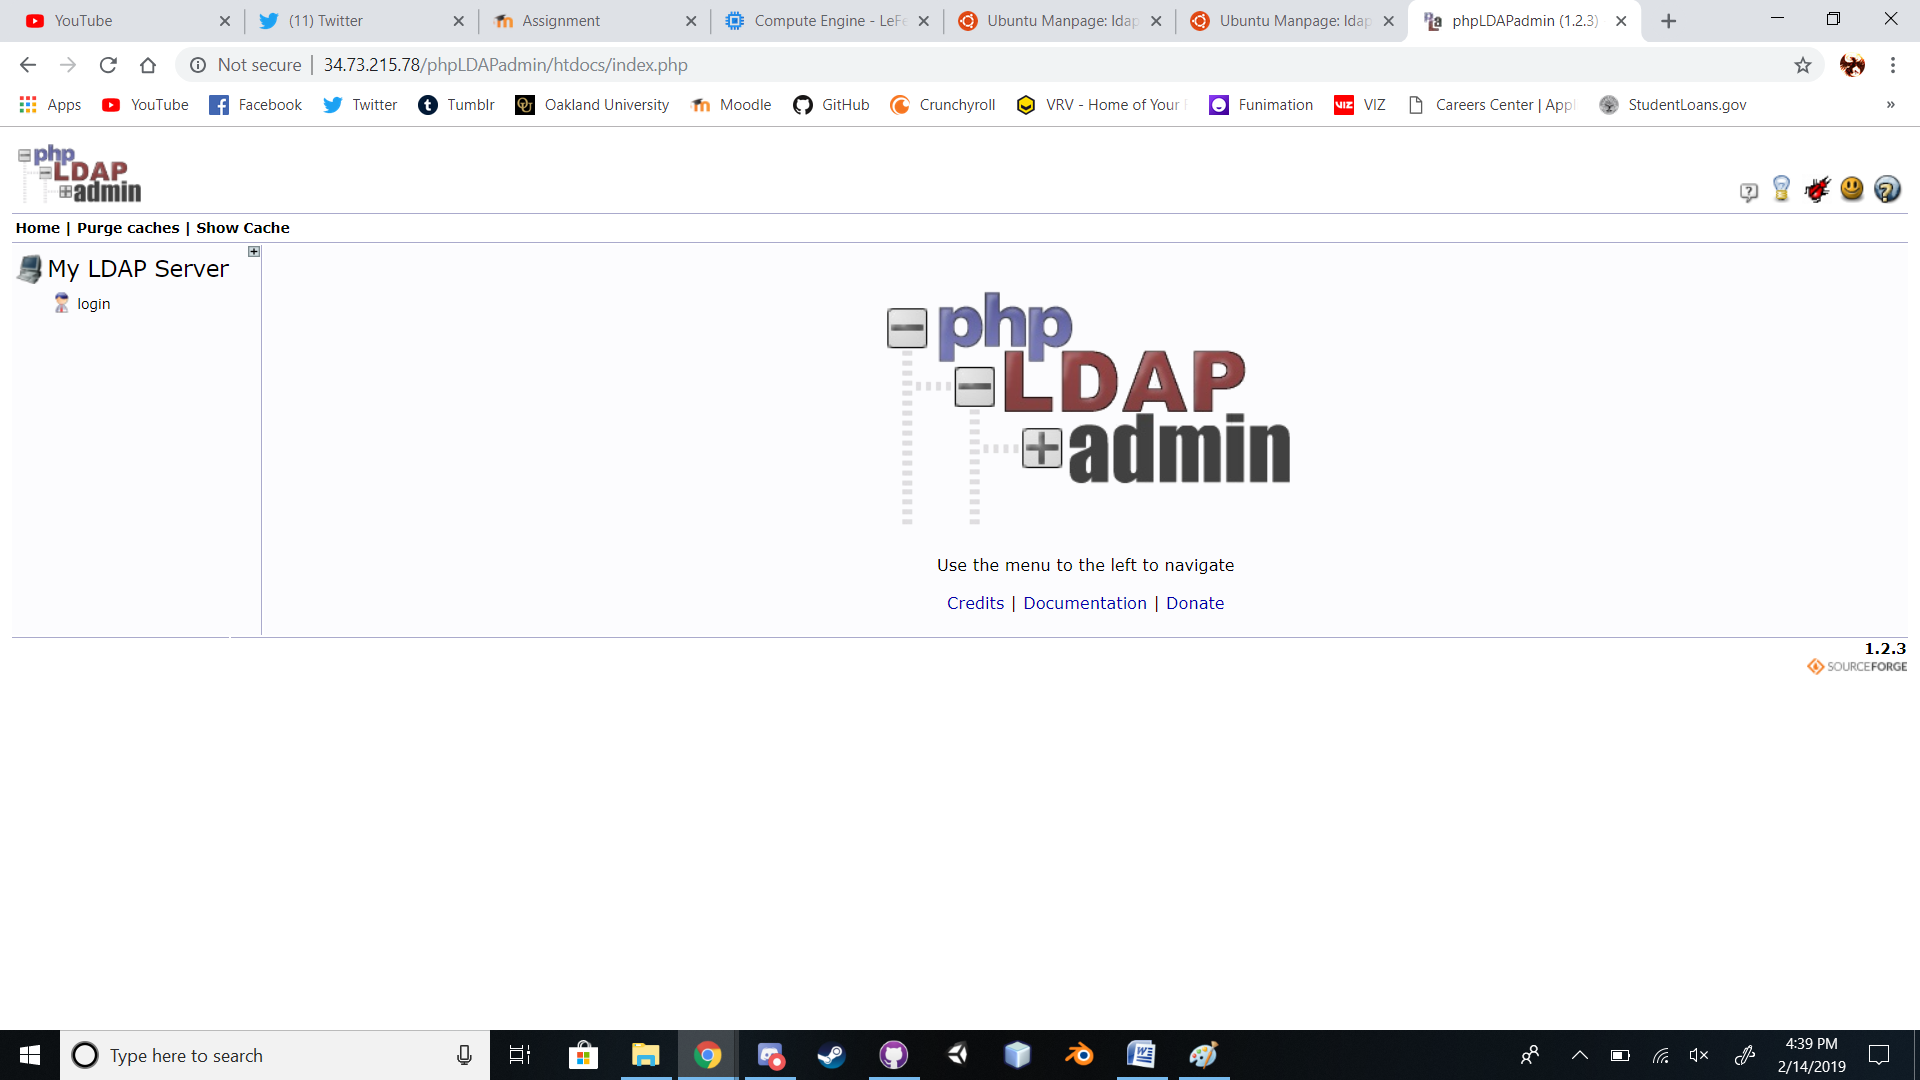 YouTube
(11) Twitter
Assignment
Compute Engine - LeFe
Ubuntu Manpage: ldap
Ubuntu Manpage: ldap
phpLDAPadmin (1.2.3)
Not secure | 34.73.215.78/phpLDAPadmin/htdocs/index.php
Apps
YouTube
Facebook
Twitter
Tumblr
Oakland University
Moodle
GitHub
Crunchyroll
VRV - Home of Your
Funimation
VIZ
Careers Center | Appl
StudentLoans.gov
»
php
LDAP
admin
Home | Purge caches | Show Cache
My LDAP Server
login
php
LDAP
admin
Use the menu to the left to navigate
Credits | Documentation | Donate
1.2.3
SOURCEFORGE
Type here to search
4:39 PM
2/14/2019